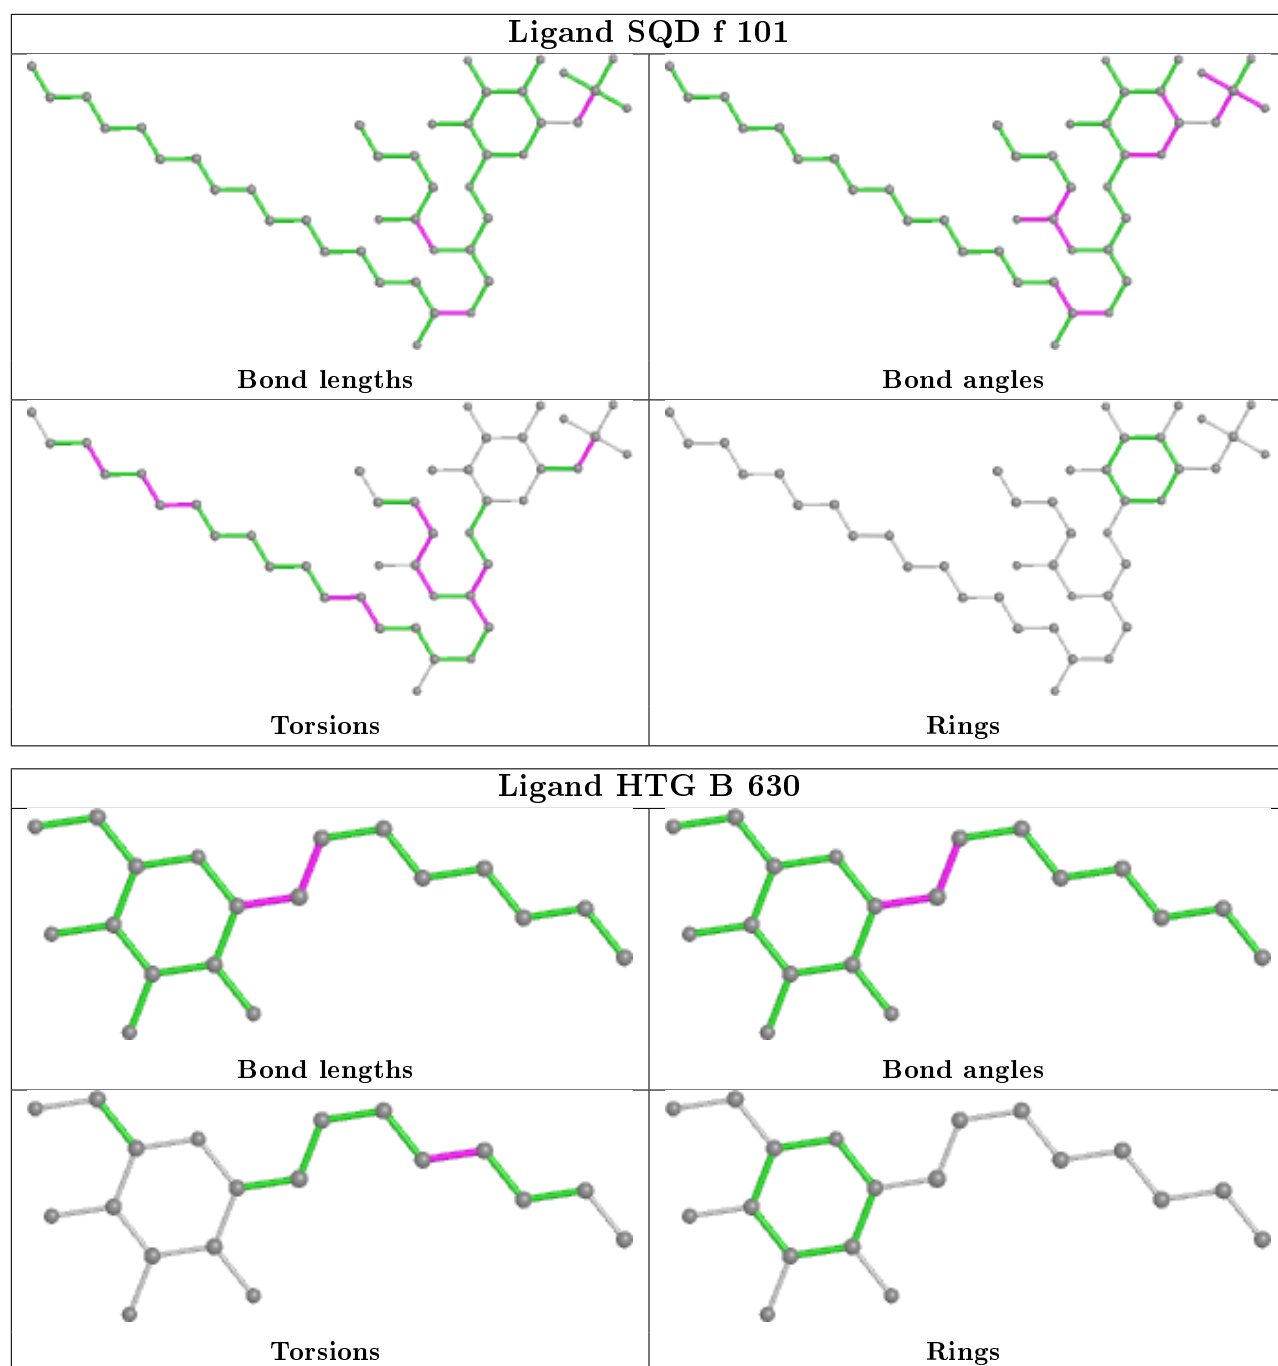 Ligand SQD f 101
Bond lengths
Bond angles
Torsions
Rings
Ligand HTG B 630
Bond lengths
Bond angles
Torsions
Rings